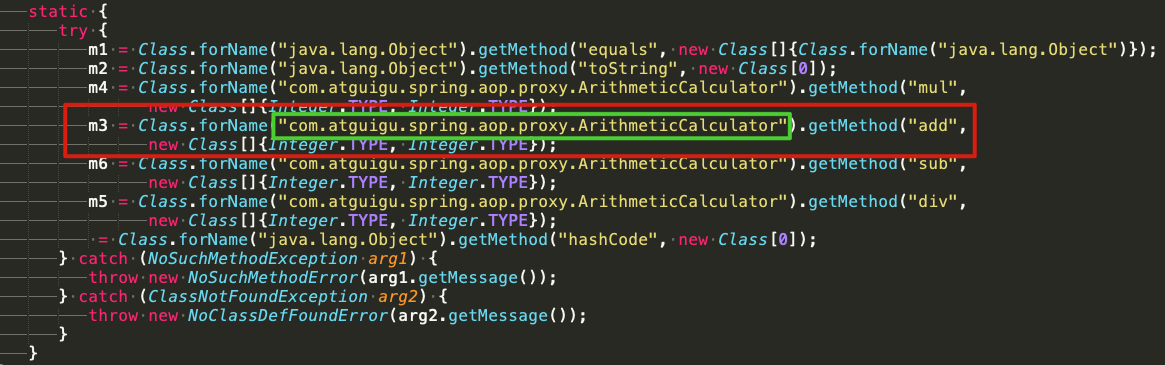 static {
try {
m1 = Class.forName("java.lang.Object").getMethod("equals", new Class[]{Class.forName("java.lang.Object")});
m2 = Class.forName("java.lang.Object").getMethod("toString", new Class[0]);
m4 = Class.forName("com.atguigu.spring.aop.proxy.ArithmeticCalculator").getMethod("mul",
new Class[]{Integer.TYPE, Integer.TYPE});
m3 = Class.forName("com.atguigu.spring.aop.proxy.ArithmeticCalculator").getMethod("add",
new Class[]{Integer.TYPE, Integer.TYPE});
m6 = Class.forName("com.atguigu.spring.aop.proxy.ArithmeticCalculator").getMethod("sub",
new Class[]{Integer.TYPE, Integer.TYPE});
m5 = Class.forName("com.atguigu.spring.aop.proxy.ArithmeticCalculator").getMethod("div",
new Class[]{Integer.TYPE, Integer.TYPE});
= Class.forName("java.lang.Object").getMethod("hashCode", new Class[0]);
} catch (NoSuchMethodException arg1) {
throw new NoSuchMethodError(arg1.getMessage());
} catch (ClassNotFoundException arg2) {
throw new NoClassDefFoundError(arg2.getMessage());
}
}